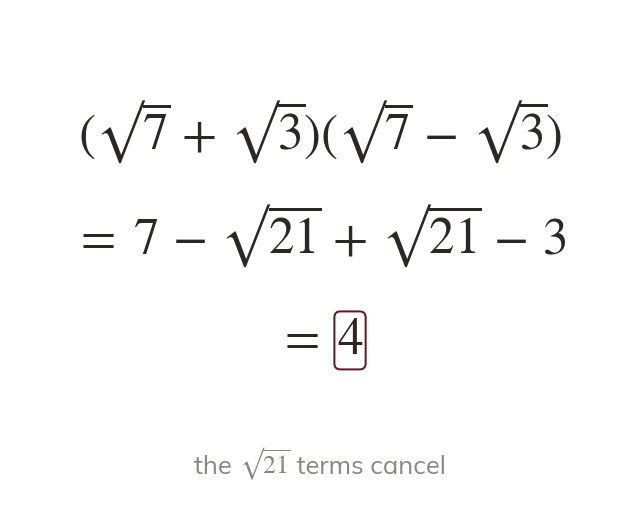 (√7 + √3)(√7 − √3)
= 7 − √21 + √21 − 3
= 4
the √21 terms cancel